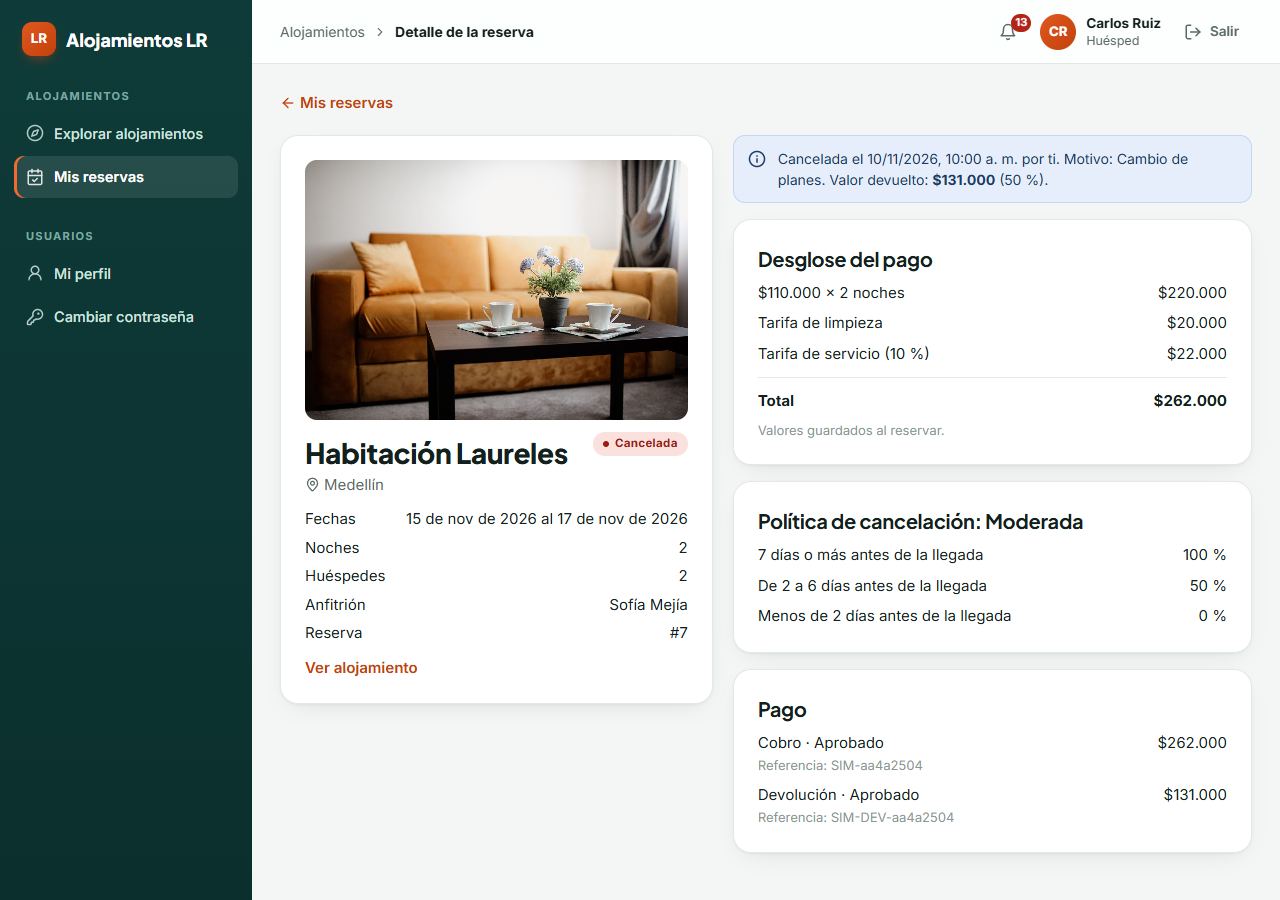 LR
Alojamientos LR
ALOJAMIENTOS
Explorar alojamientos
Mis reservas
USUARIOS
Mi perfil
Cambiar contraseña
Alojamientos
Detalle de la reserva
13
CR
Carlos Ruiz
Huésped
Salir
Mis reservas
Habitación Laureles
Cancelada
Medellín
Fechas 15 de nov de 2026 al 17 de nov de 2026
Noches 2
Huéspedes 2
Anfitrión Sofía Mejía
Reserva #7
Ver alojamiento
Cancelada el 10/11/2026, 10:00 a. m. por ti. Motivo: Cambio de
planes. Valor devuelto: $131.000 (50 %).
Desglose del pago
$110.000 × 2 noches $220.000
Tarifa de limpieza $20.000
Tarifa de servicio (10 %) $22.000
Total $262.000
Valores guardados al reservar.
Política de cancelación: Moderada
7 días o más antes de la llegada 100 %
De 2 a 6 días antes de la llegada 50 %
Menos de 2 días antes de la llegada 0 %
Pago
Cobro · Aprobado $262.000
Referencia: SIM-aa4a2504
Devolución · Aprobado $131.000
Referencia: SIM-DEV-aa4a2504